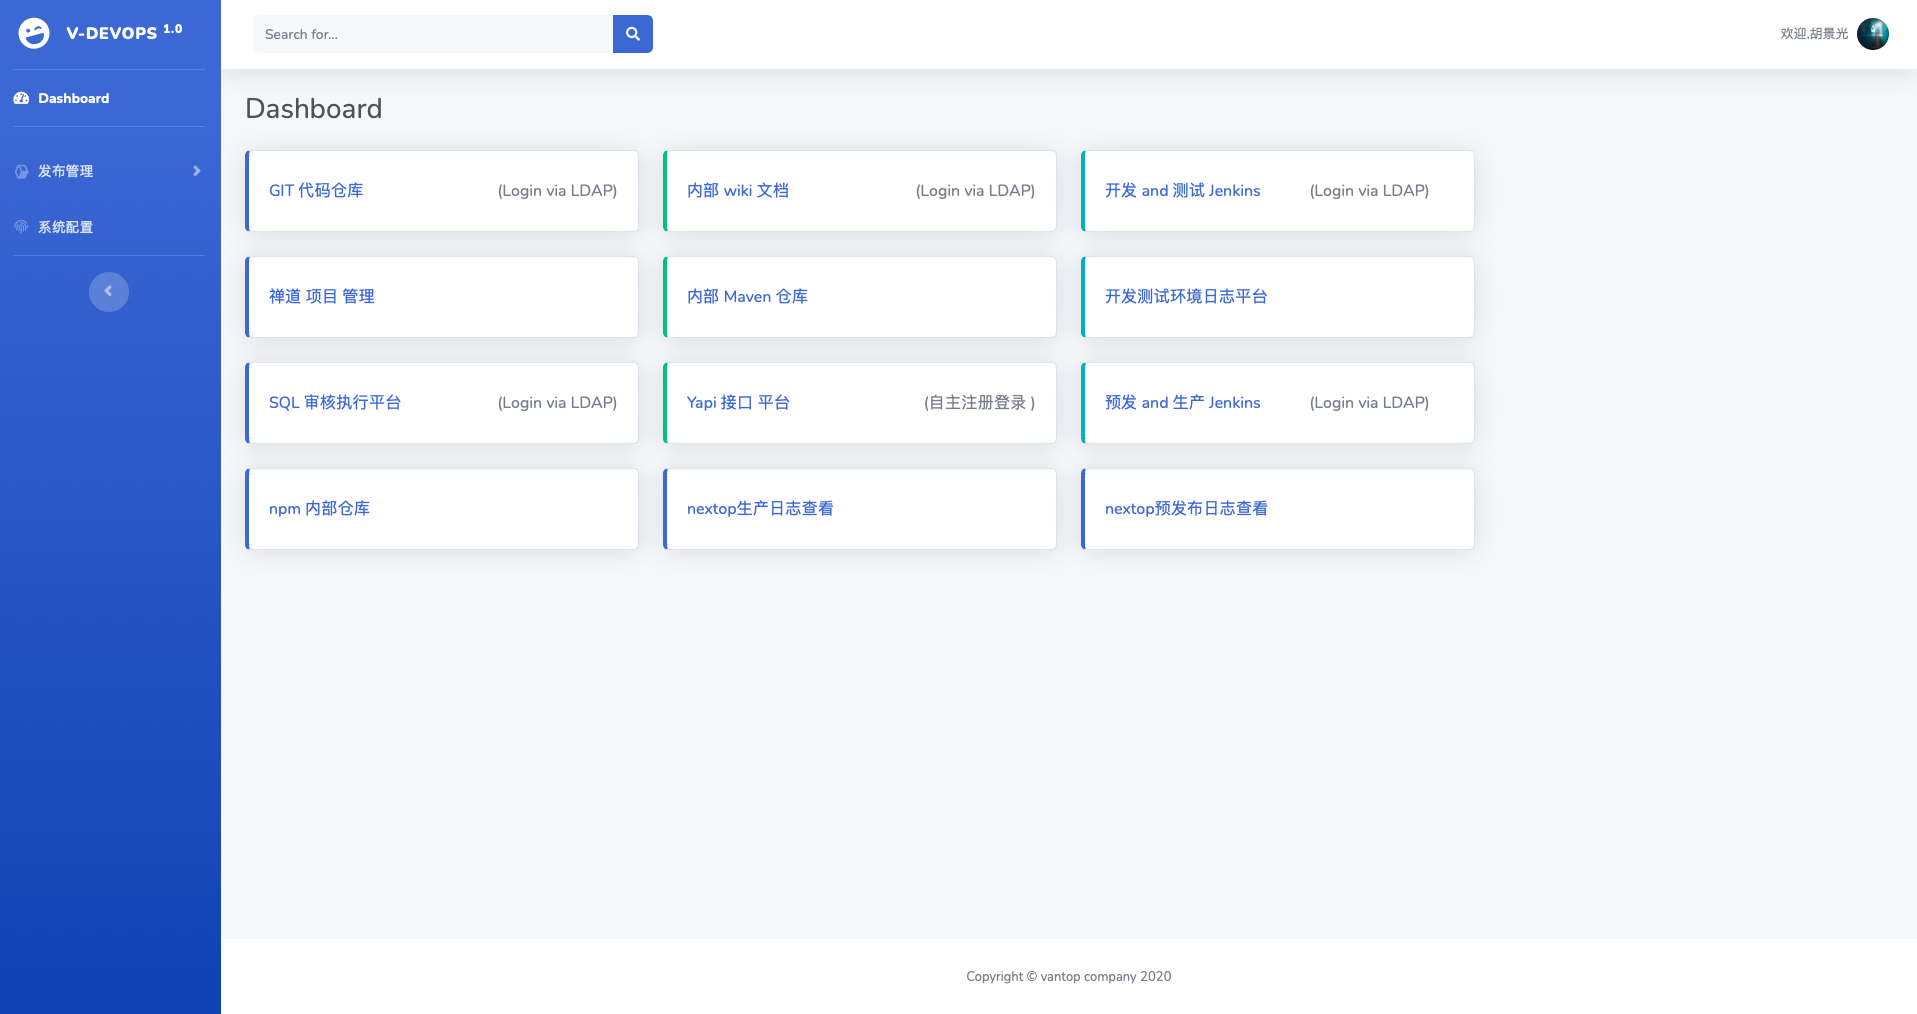 V-DEVOPS 1.0
Search for...
欢迎,胡景光
Dashboard
发布管理
系统配置
Dashboard
GIT 代码仓库 (Login via LDAP)
内部 wiki 文档 (Login via LDAP)
开发 and 测试 Jenkins (Login via LDAP)
禅道 项目 管理
内部 Maven 仓库
开发测试环境日志平台
SQL 审核执行平台 (Login via LDAP)
Yapi 接口 平台 (自主注册登录 )
预发 and 生产 Jenkins (Login via LDAP)
npm 内部仓库
nextop生产日志查看
nextop预发布日志查看
Copyright © vantop company 2020